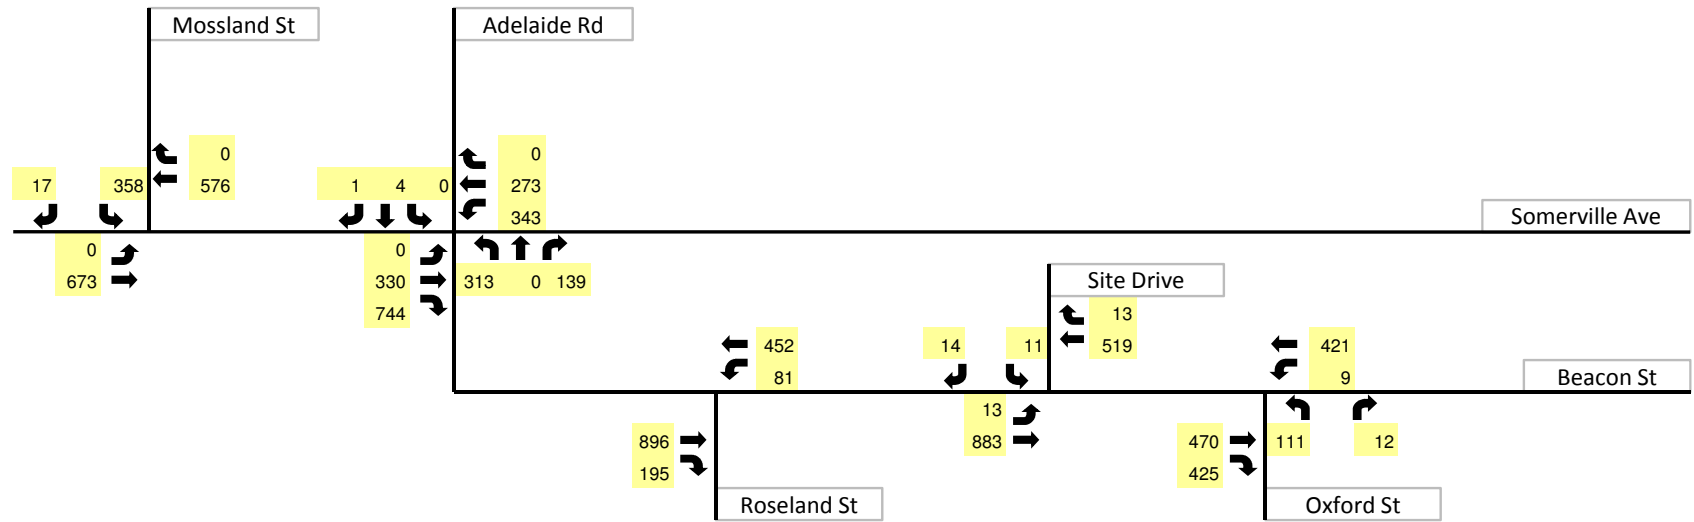 Mossland St
Adelaide Rd
0
0
17 358 576 1 4 0 273
343
Somerville Ave
0 0
673 330 313 0 139 Site Drive
744 13
452 14 11 519 421
81 9 Beacon St
13
896 883 470 111 12
195 425
Roseland St Oxford St